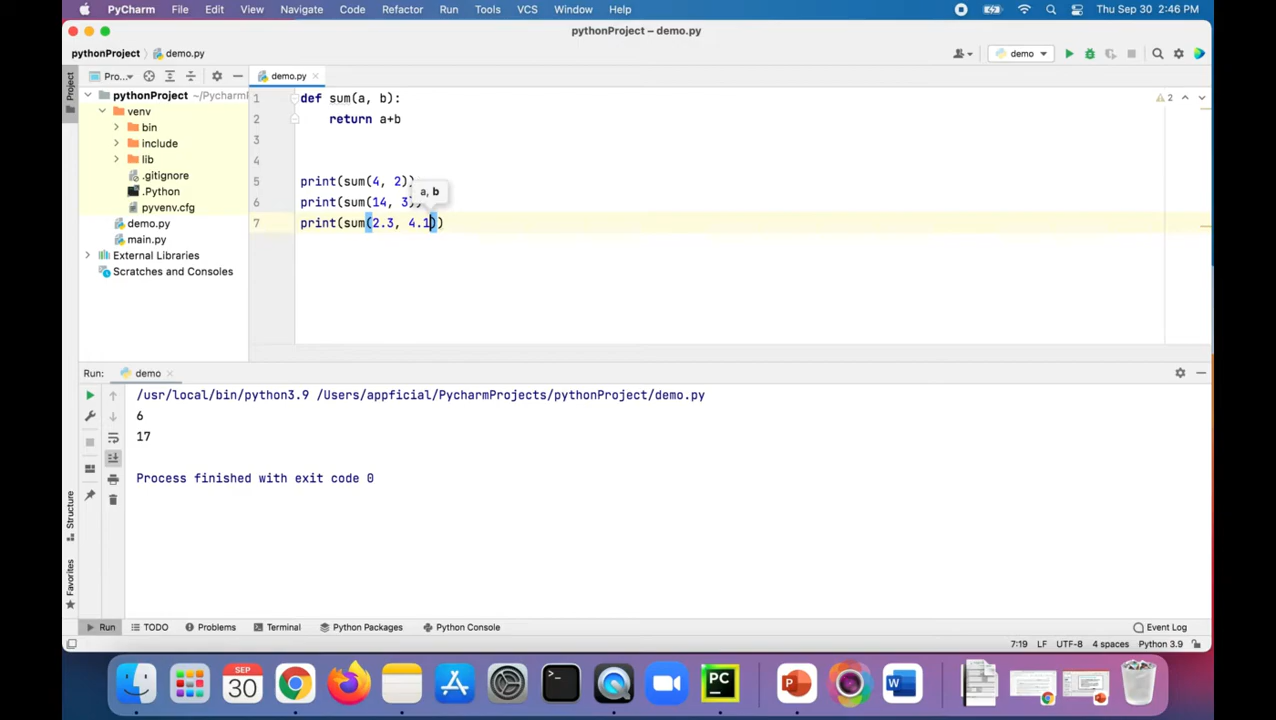 PyCharm File Edit View Navigate Code Refactor Run Tools VCS Window Help Thu Sep 30 2:46 PM
pythonProject – demo.py
pythonProject demo.py demo
Project Pro... demo.py
pythonProject ~/PycharmP
venv
bin
include
lib
.gitignore
.Python
pyvenv.cfg
demo.py
main.py
External Libraries
Scratches and Consoles
2
1 def sum(a, b):
2 return a+b
3
4
5 print(sum(4, 2))
a, b
6 print(sum(14, 3))
7 print(sum(2.3, 4.1))
Run: demo
/usr/local/bin/python3.9 /Users/appficial/PycharmProjects/pythonProject/demo.py
6
17
Process finished with exit code 0
Structure
Favorites
Run TODO Problems Terminal Python Packages Python Console Event Log
7:19 LF UTF-8 4 spaces Python 3.9
SEP
30
>_
PC
P
W